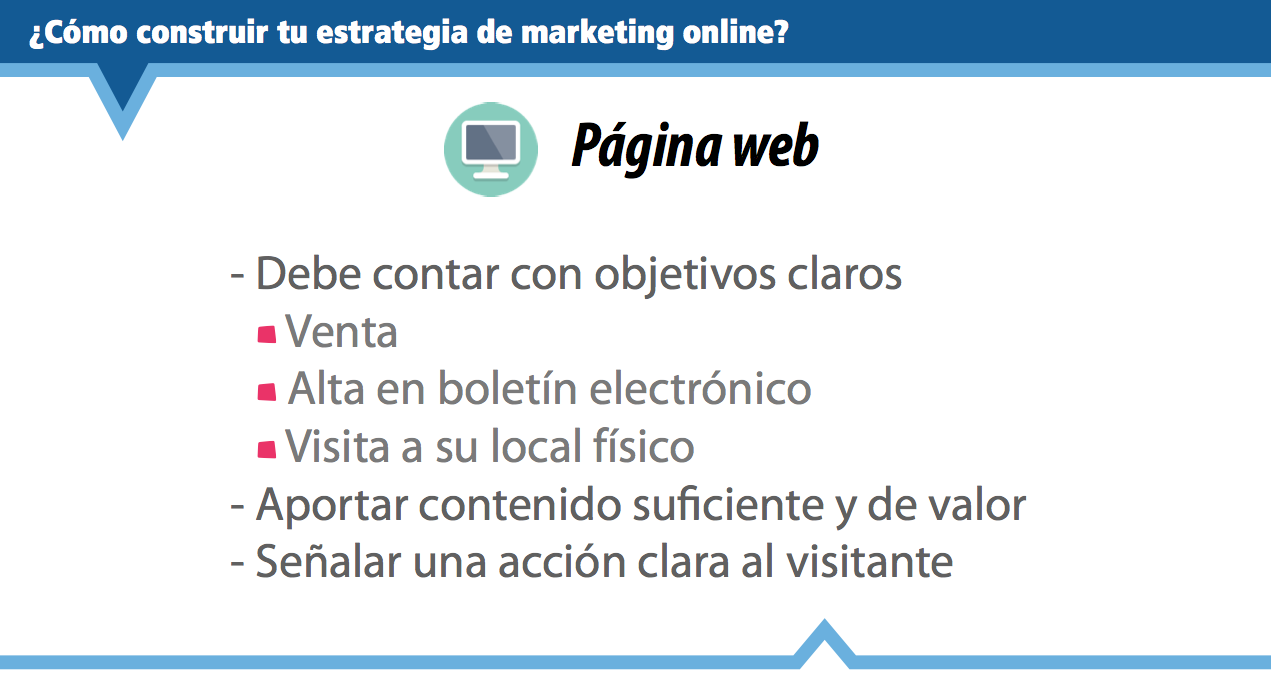 ¿Cómo construir tu estrategia de marketing online?
Página web
- Debe contar con objetivos claros
Venta
Alta en boletín electrónico
Visita a su local físico
- Aportar contenido suficiente y de valor
- Señalar una acción clara al visitante